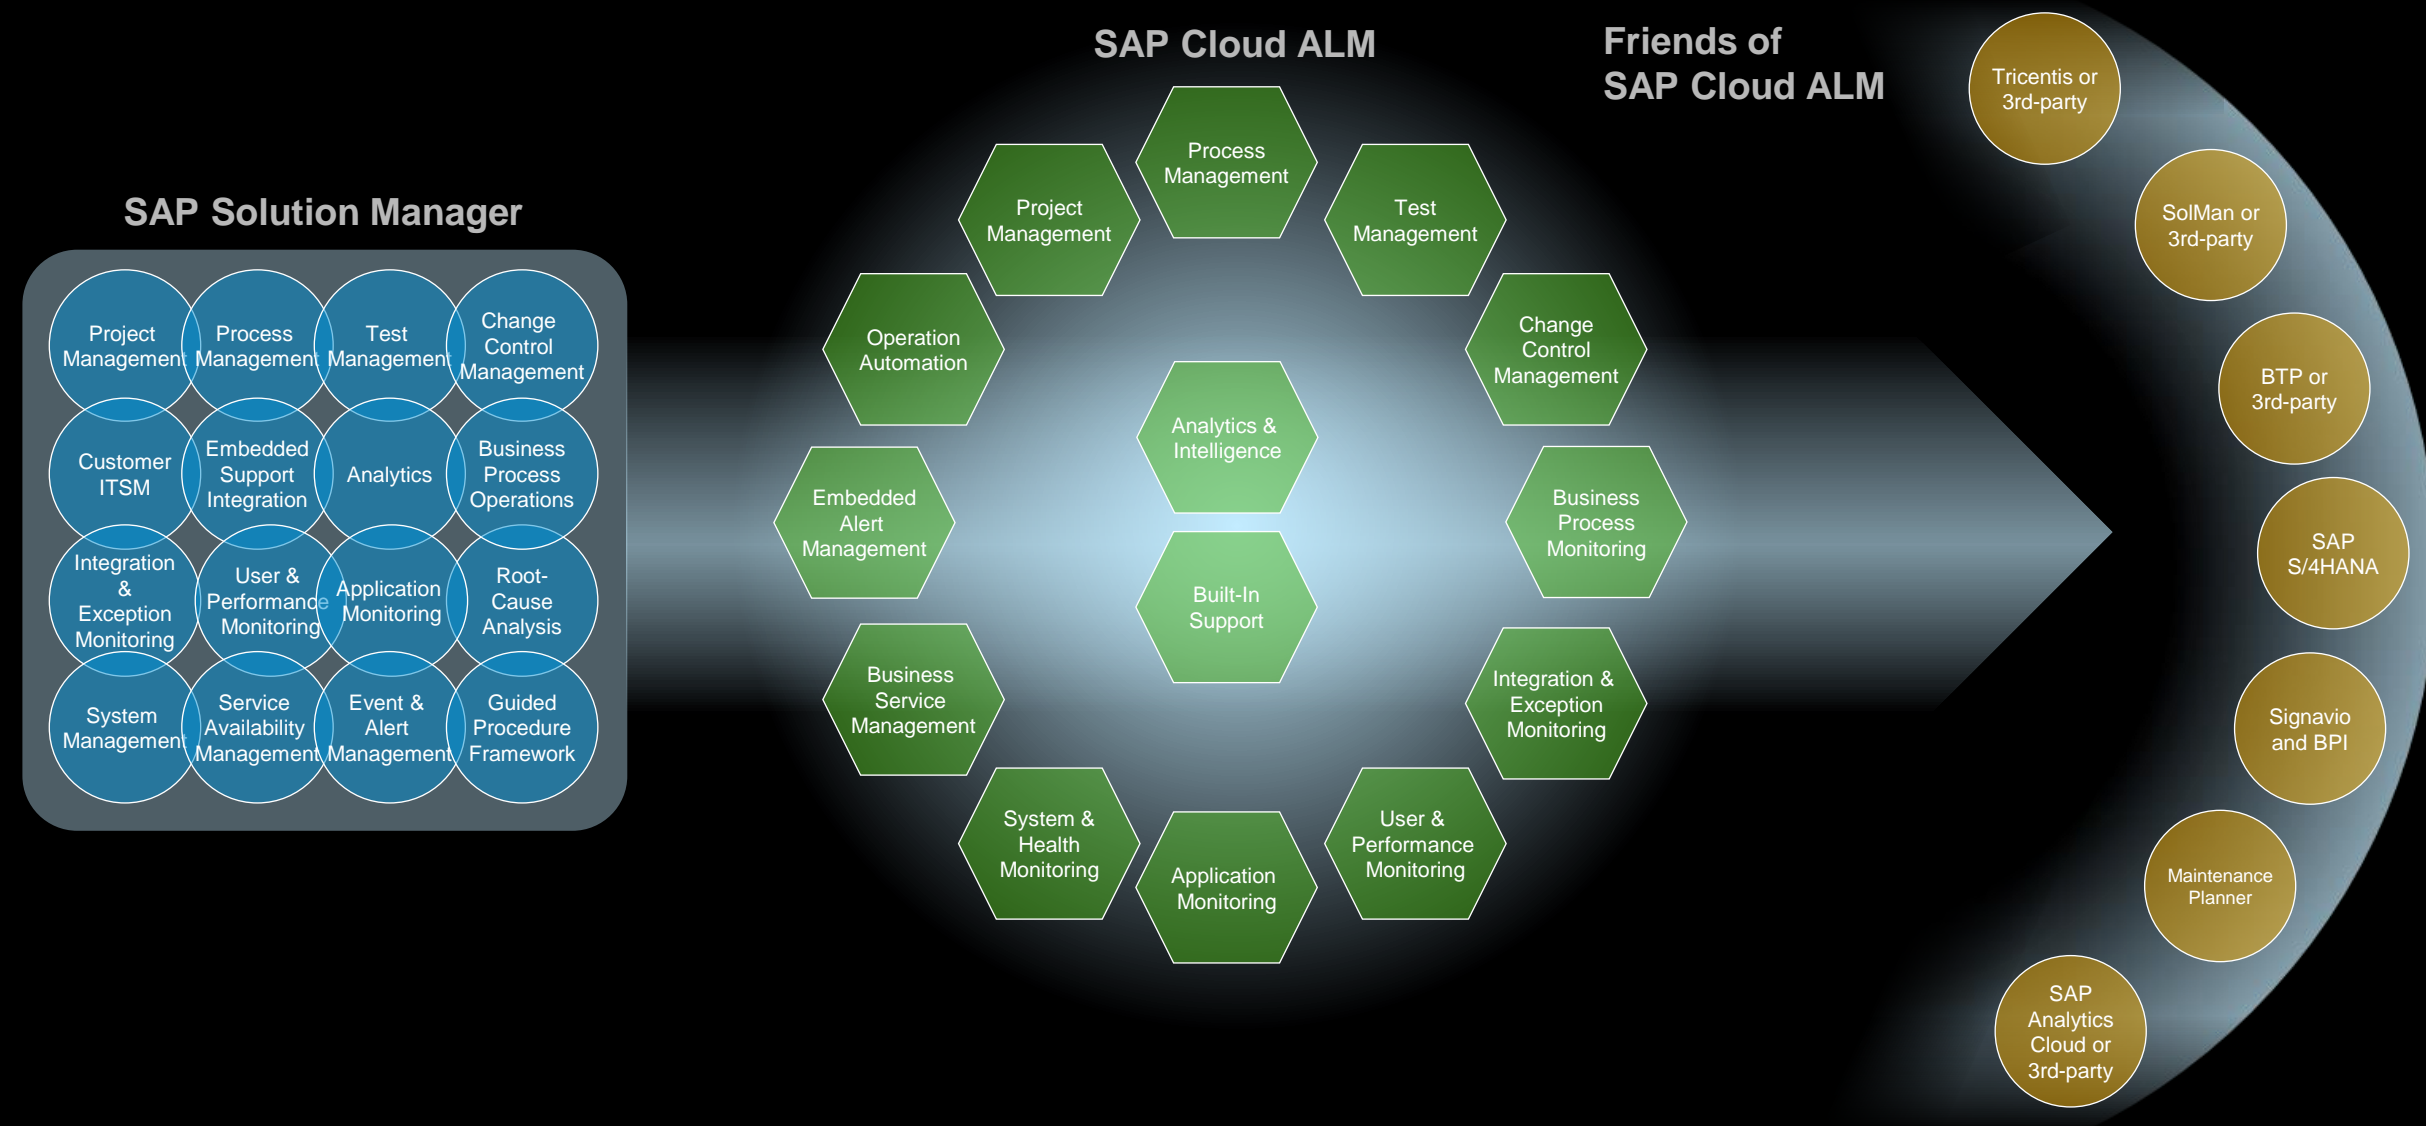 SAP Solution Manager
Project
Management
Process
Management
Test
Management
Change
Control
Management
Customer
ITSM
Embedded
Support
Integration
Analytics
Business
Process
Operations
Integration
&
Exception
Monitoring
User &
Performance
Monitoring
Application
Monitoring
Root-
Cause
Analysis
System
Management
Service
Availability
Management
Event &
Alert
Management
Guided
Procedure
Framework
SAP Cloud ALM
Process
Management
Test
Management
Change
Control
Management
Business
Process
Monitoring
Integration &
Exception
Monitoring
User &
Performance
Monitoring
Application
Monitoring
System &
Health
Monitoring
Business
Service
Management
Embedded
Alert
Management
Operation
Automation
Project
Management
Analytics &
Intelligence
Built-In
Support
Friends of
SAP Cloud ALM
Tricentis or
3rd-party
SolMan or
3rd-party
BTP or
3rd-party
SAP
S/4HANA
Signavio
and BPI
Maintenance
Planner
SAP
Analytics
Cloud or
3rd-party